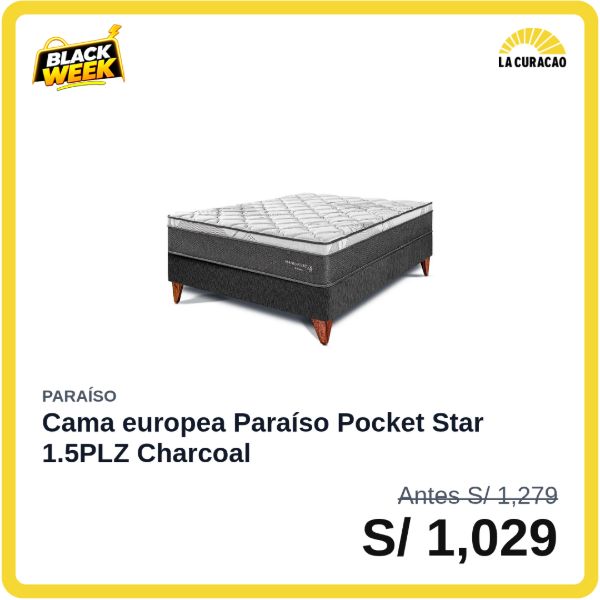 BLACK
WEEK
LA CURACAO
PARAÍSO
Cama europea Paraíso Pocket Star
1.5PLZ Charcoal
Antes S/ 1,279
S/ 1,029